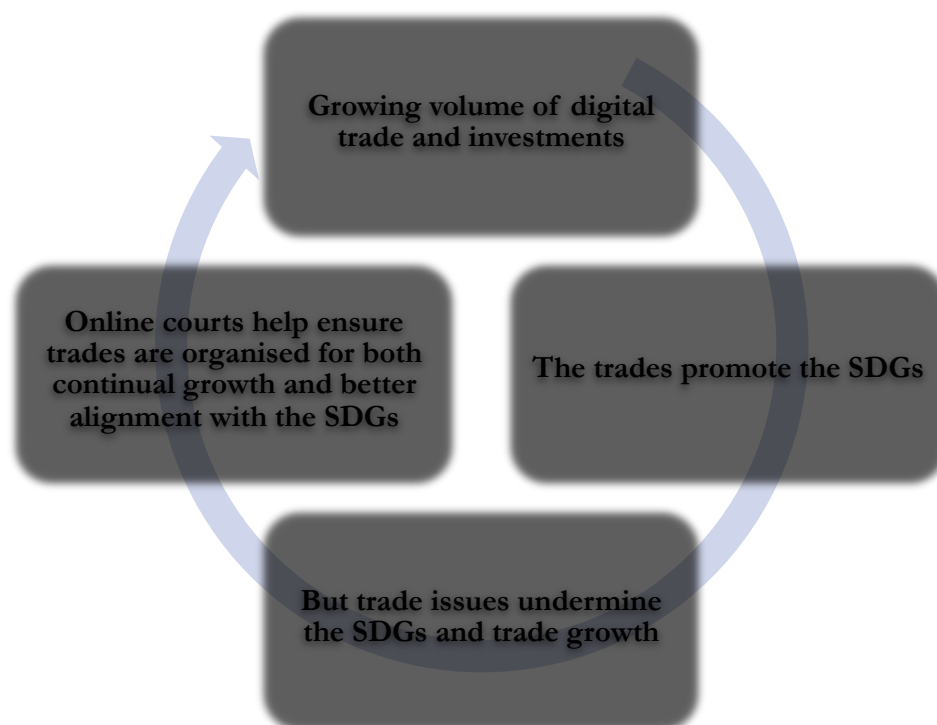 Growing volume of digital
trade and investments
The trades promote the SDGs
But trade issues undermine
the SDGs and trade growth
Online courts help ensure
trades are organised for both
continual growth and better
alignment with the SDGs